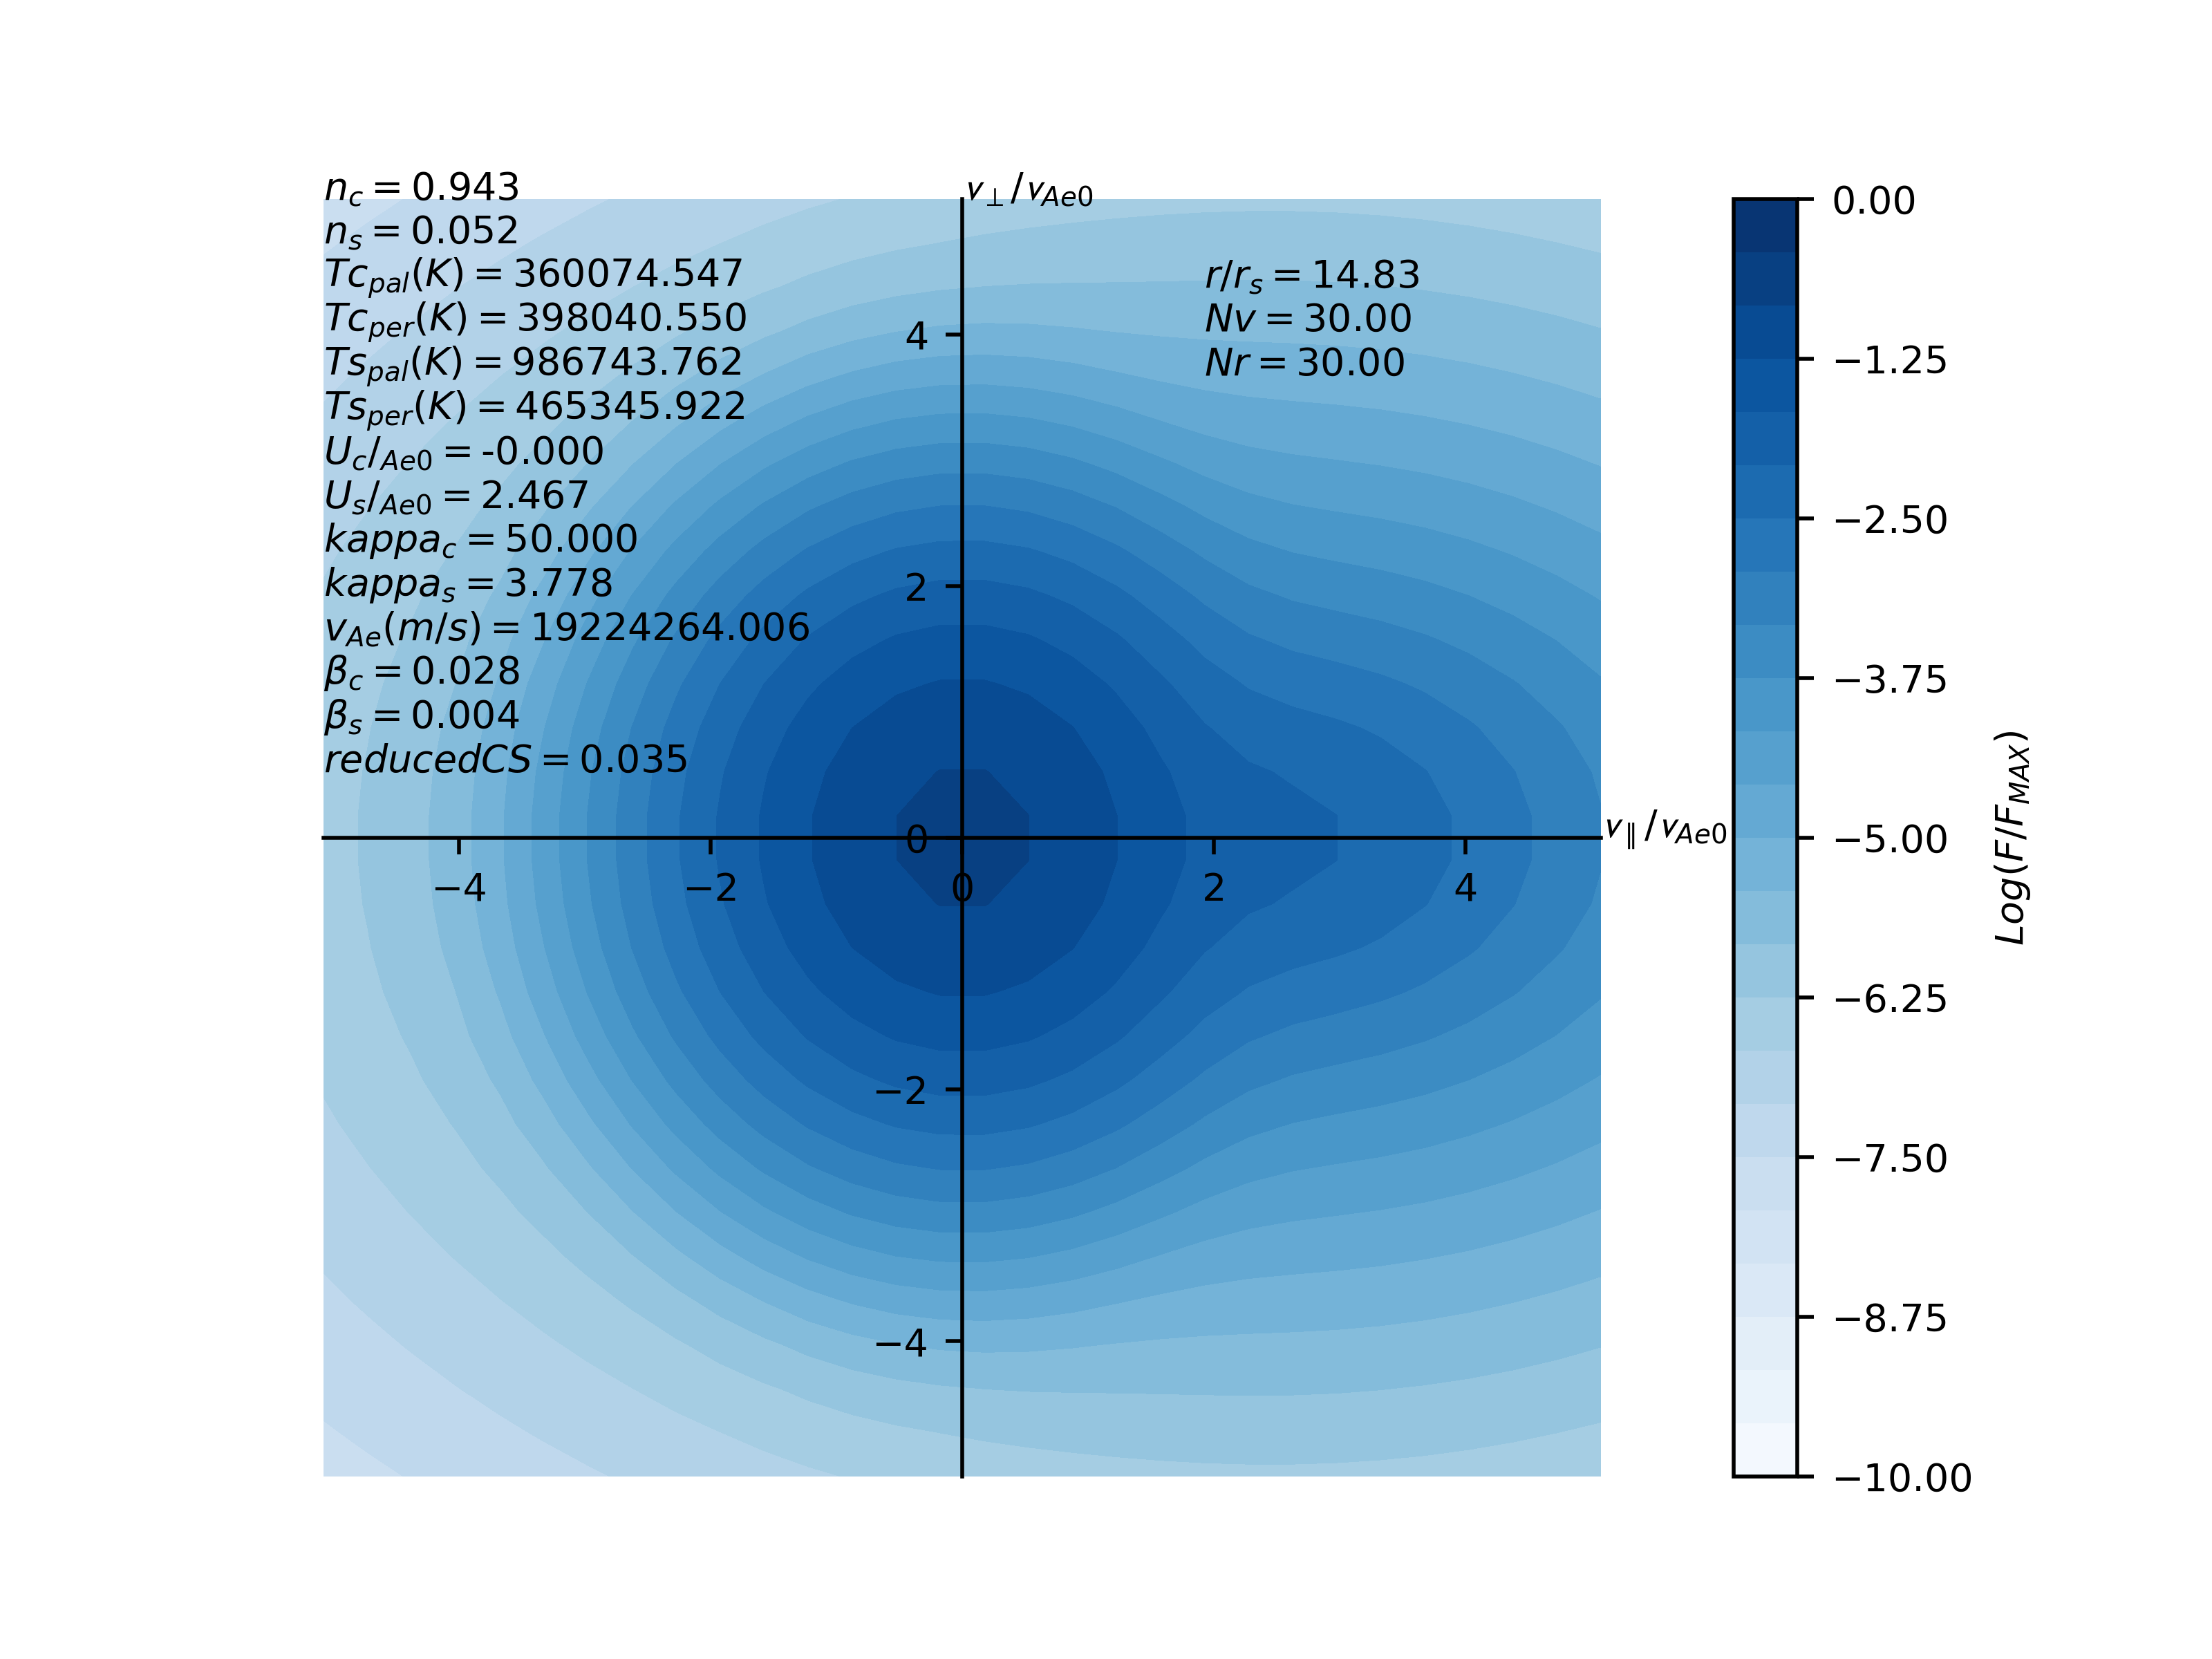 n_c = 0.943
n_s = 0.052
Tc_pal(K) = 360074.547
Tc_per(K) = 398040.550
Ts_pal(K) = 986743.762
Ts_per(K) = 465345.922
U_c/_Ae0 = -0.000
U_s/_Ae0 = 2.467
kappa_c = 50.000
kappa_s = 3.778
v_Ae(m/s) = 19224264.006
β_c = 0.028
β_s = 0.004
reducedCS = 0.035
v_⊥/v_Ae0
r/r_s = 14.83
Nv = 30.00
Nr = 30.00
4
2
0
−2
−4
−4
−2
0
2
4
v_∥/v_Ae0
0.00
−1.25
−2.50
−3.75
−5.00
−6.25
−7.50
−8.75
−10.00
Log(F/F_MAX)